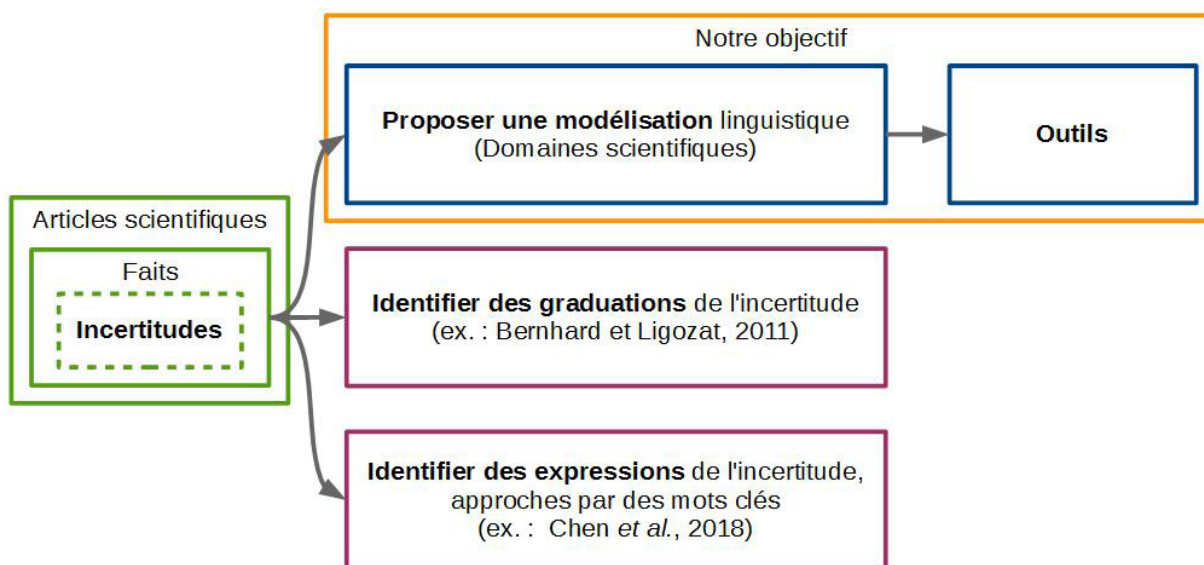 Notre objectif
Proposer une modélisation linguistique
(Domaines scientifiques)
Outils
Articles scientifiques
Faits
Incertitudes
Identifier des graduations de l'incertitude
(ex. : Bernhard et Ligozat, 2011)
Identifier des expressions de l'incertitude,
approches par des mots clés
(ex. :  Chen et al., 2018)